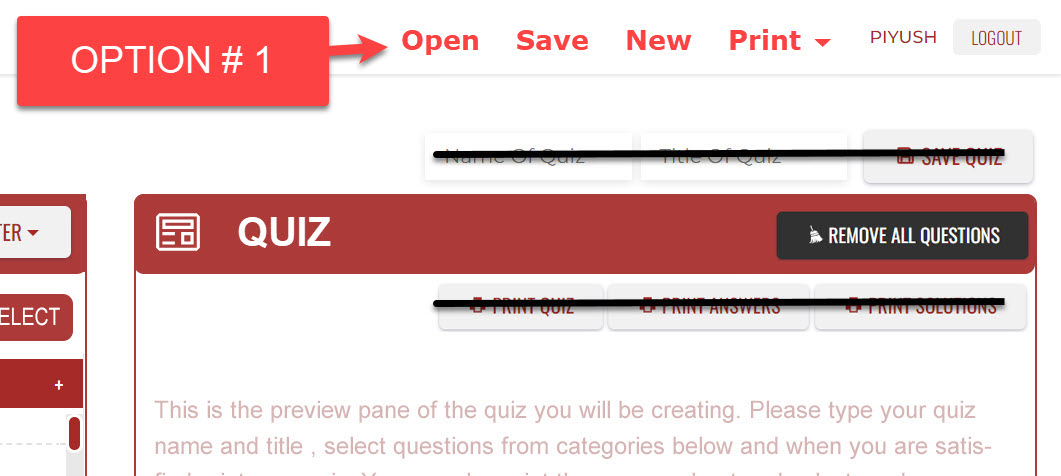 OPTION # 1
Open Save New Print
PIYUSH
LOGOUT
Name Of Quiz
Title Of Quiz
SAVE QUIZ
TER
QUIZ
REMOVE ALL QUESTIONS
ELECT
PRINT QUIZ
PRINT ANSWERS
PRINT SOLUTIONS
+
This is the preview pane of the quiz you will be creating. Please type your quiz
name and title , select questions from categories below and when you are satis-